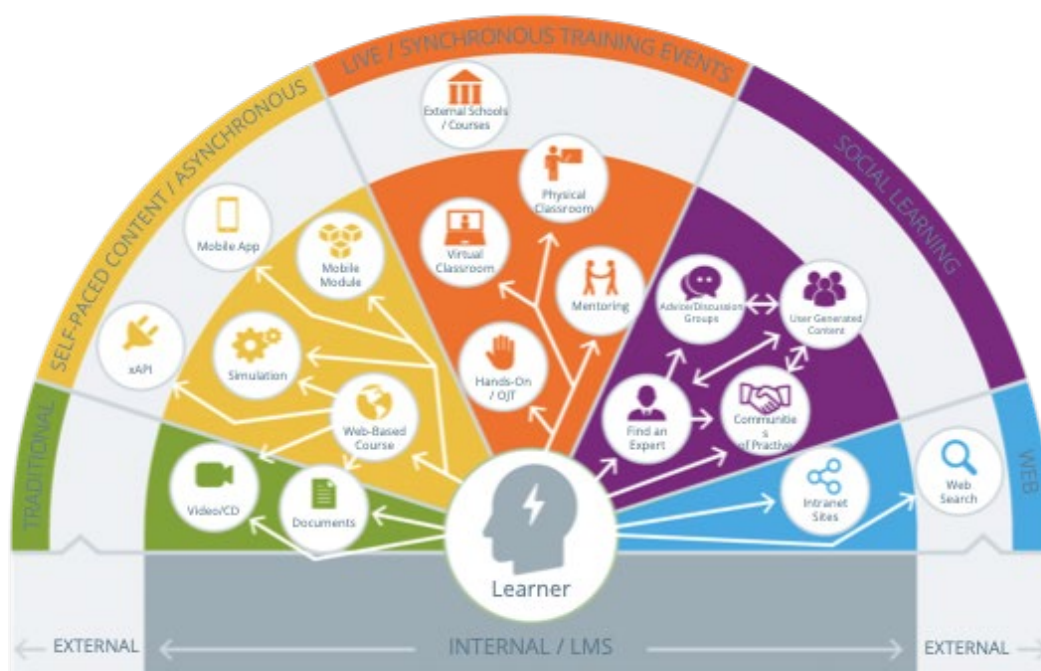 LIVE / SYNCHRONOUS TRAINING EVENTS
SELF-PACED CONTENT / ASYNCHRONOUS
SOCIAL LEARNING
TRADITIONAL
WEB
External Schools
/ Courses
Physical
Classroom
Mobile App
Mobile
Module
Virtual
Classroom
Mentoring
Advice/Discussion
Groups
User Generated
Content
xAPI
Simulation
Hands-On
/ OJT
Web-Based
Course
Find an
Expert
Communitie
s
of Practive
Video/CD
Documents
Intranet
Sites
Web
Search
Learner
EXTERNAL
INTERNAL / LMS
EXTERNAL